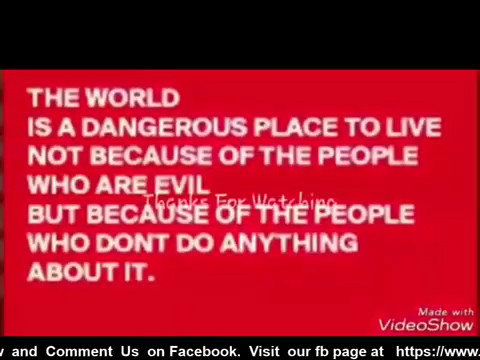 THE WORLD
IS A DANGEROUS PLACE TO LIVE
NOT BECAUSE OF THE PEOPLE
WHO ARE EVIL
Thanks For Watching
BUT BECAUSE OF THE PEOPLE
WHO DONT DO ANYTHING
ABOUT IT.
Made with
VideoShow
and Comment Us on Facebook. Visit our fb page at https://www.